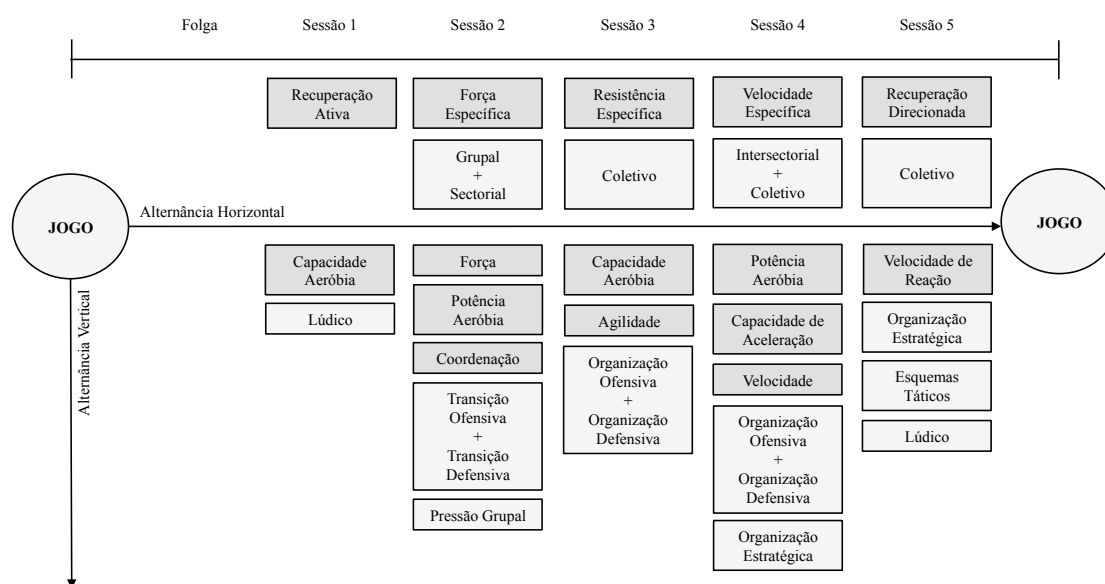 Folga
Sessão 1
Sessão 2
Sessão 3
Sessão 4
Sessão 5
Recuperação
Ativa
Força
Específica
Resistência
Específica
Velocidade
Específica
Recuperação
Direcionada
Grupal
+
Sectorial
Coletivo
Intersectorial
+
Coletivo
Coletivo
JOGO
Alternância Horizontal
JOGO
Alternância Vertical
Capacidade
Aeróbia
Lúdico
Força
Potência
Aeróbia
Coordenação
Transição
Ofensiva
+
Transição
Defensiva
Pressão Grupal
Capacidade
Aeróbia
Agilidade
Organização
Ofensiva
+
Organização
Defensiva
Potência
Aeróbia
Capacidade de
Aceleração
Velocidade
Organização
Ofensiva
+
Organização
Defensiva
Organização
Estratégica
Velocidade de
Reação
Organização
Estratégica
Esquemas
Táticos
Lúdico